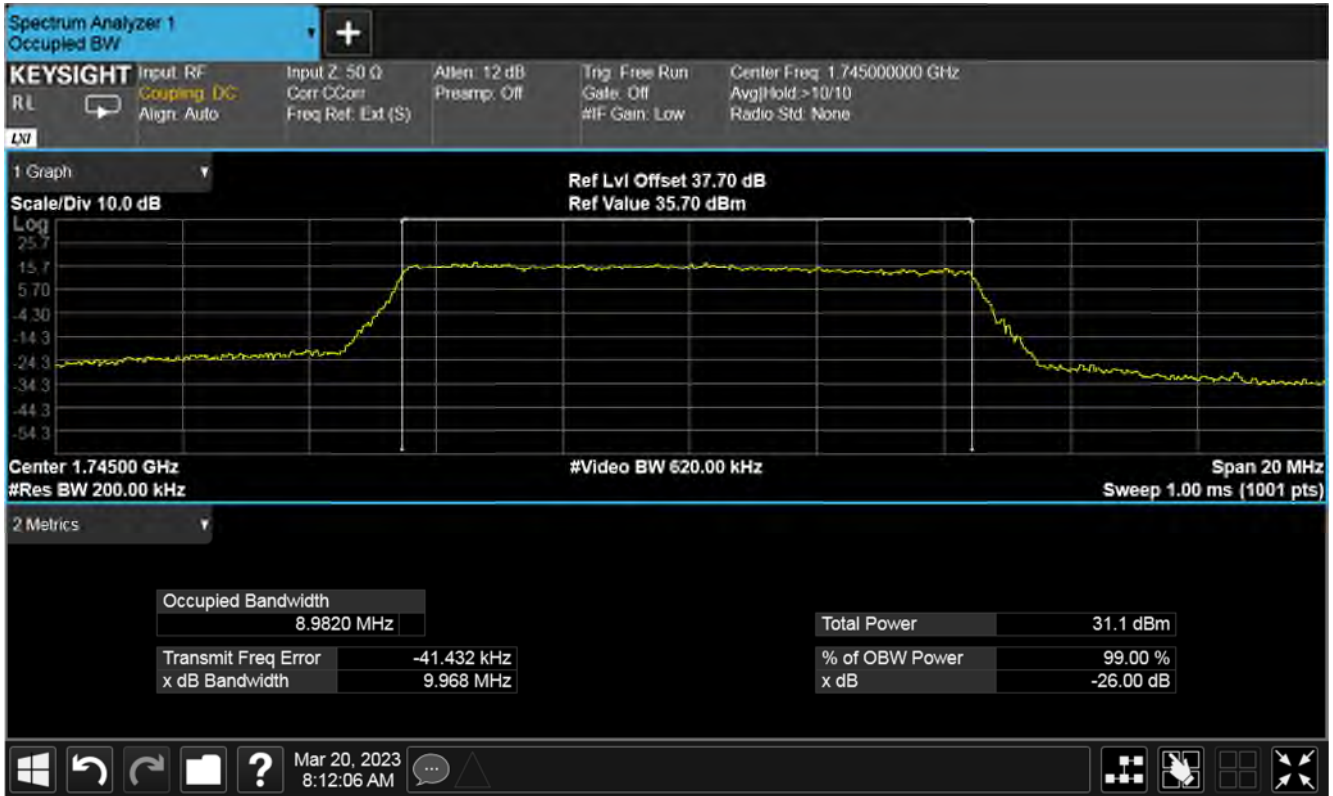 Spectrum Analyzer 1
Occupied BW
+
KEYSIGHT
RL
LXI
Input: RF
Coupling: DC
Align: Auto
Input Z: 50 Ω
Corr CCorr
Freq Ref: Ext (S)
Atten: 12 dB
Preamp: Off
Trig: Free Run
Gate: Off
#IF Gain: Low
Center Freq: 1.745000000 GHz
Avg|Hold:>10/10
Radio Std: None
1 Graph
Scale/Div 10.0 dB
Ref Lvl Offset 37.70 dB
Ref Value 35.70 dBm
Log
25.7
15.7
5.70
-4.30
-14.3
-24.3
-34.3
-44.3
-54.3
Center 1.74500 GHz
#Res BW 200.00 kHz
#Video BW 620.00 kHz
Span 20 MHz
Sweep 1.00 ms (1001 pts)
2 Metrics
Occupied Bandwidth
8.9820 MHz
Transmit Freq Error -41.432 kHz
x dB Bandwidth 9.968 MHz
Total Power 31.1 dBm
% of OBW Power 99.00 %
x dB -26.00 dB
?
Mar 20, 2023
8:12:06 AM